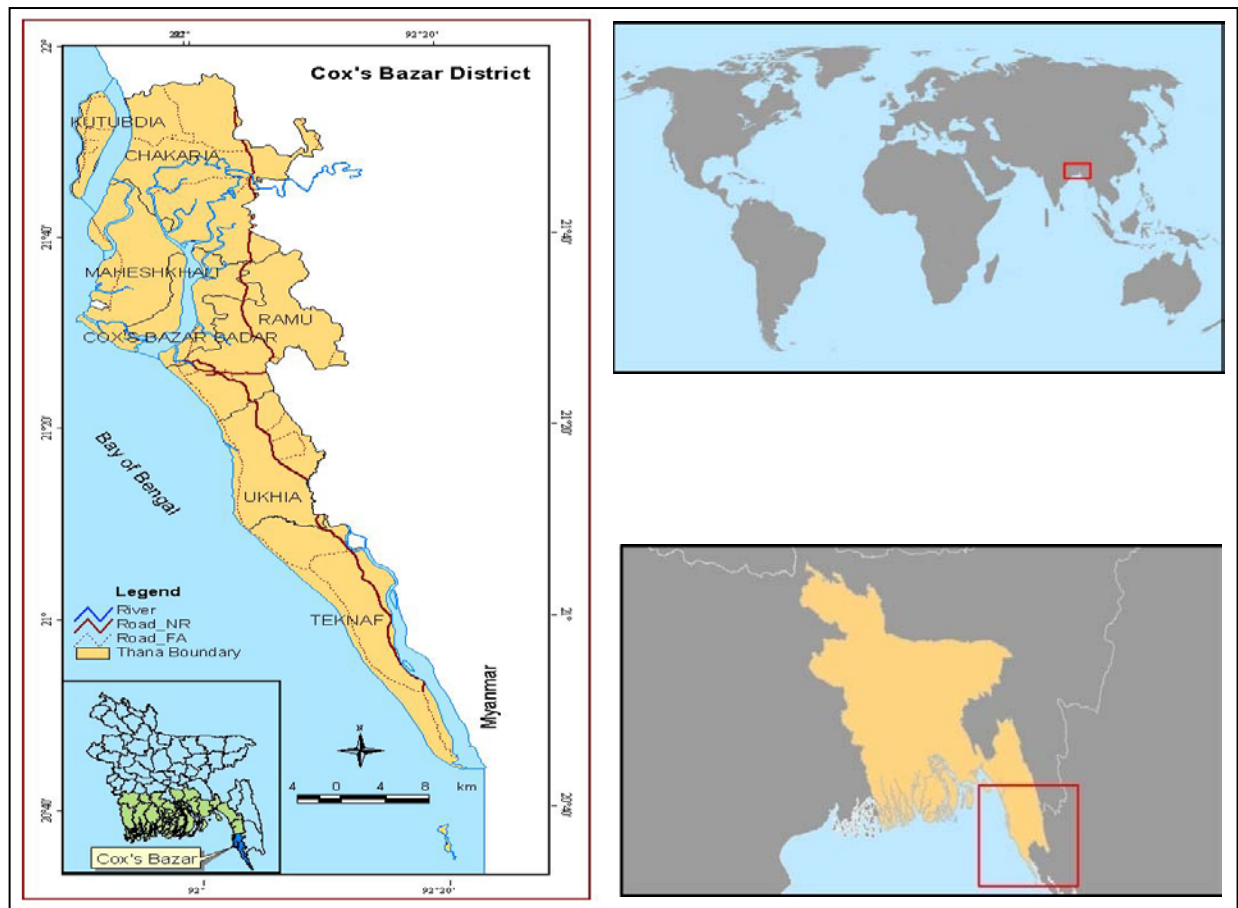 92°20'
22°
Cox's Bazar District
KUTUBDIA
CHAKARIA
21°40'
21°40'
MAHESHKHALI
RAMU
COX'S BAZAR SADAR
21°20'
21°20'
Bay of Bengal
UKHIA
Legend
River
Road_NR
Road_FA
Thana Boundary
TEKNAF
21°
21°
Myanmar
N
4 0 4 8 km
20°40'
20°40'
Cox's Bazar
92°
92°20'